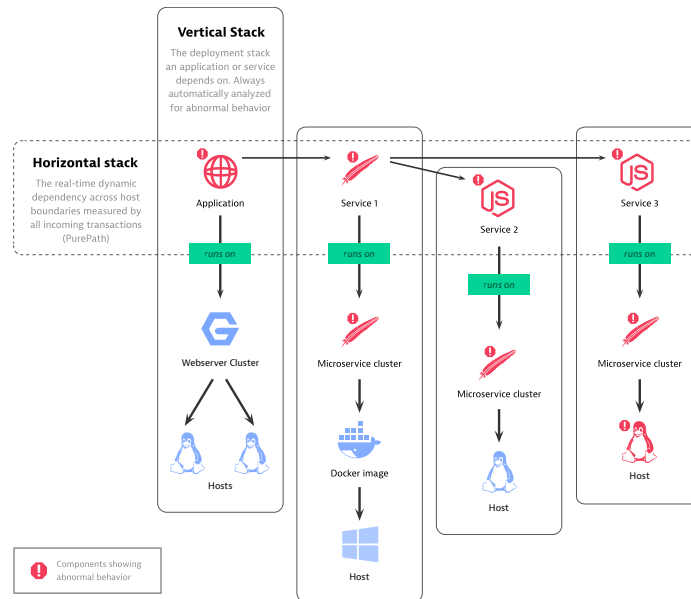 Vertical Stack
The deployment stack
an application or service
depends on. Always
automatically analyzed
for abnormal behavior
Horizontal stack
The real-time dynamic
dependency across host
boundaries measured by
all incoming transactions
(PurePath)
Application
Service 1
JS
Service 2
JS
Service 3
runs on
runs on
runs on
runs on
Webserver Cluster
Microservice cluster
Microservice cluster
Microservice cluster
Hosts
Docker image
Host
Host
Host
Components showing
abnormal behavior